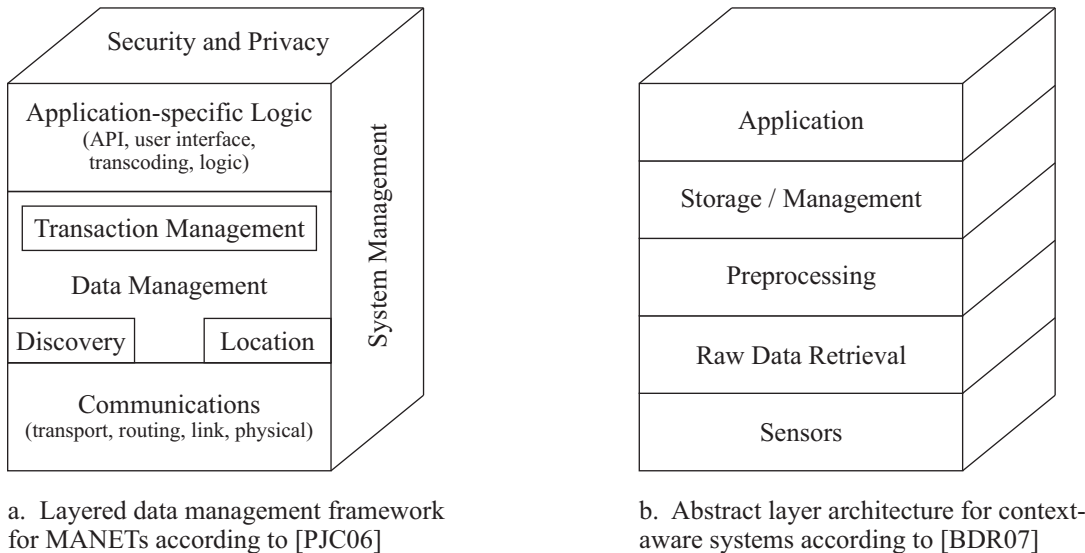 Security and Privacy
Application-specific Logic
(API, user interface,
transcoding, logic)
Transaction Management
Data Management
Discovery
Location
Communications
(transport, routing, link, physical)
System Management
a. Layered data management framework
for MANETs according to [PJC06]
Application
Storage / Management
Preprocessing
Raw Data Retrieval
Sensors
b. Abstract layer architecture for context-
aware systems according to [BDR07]